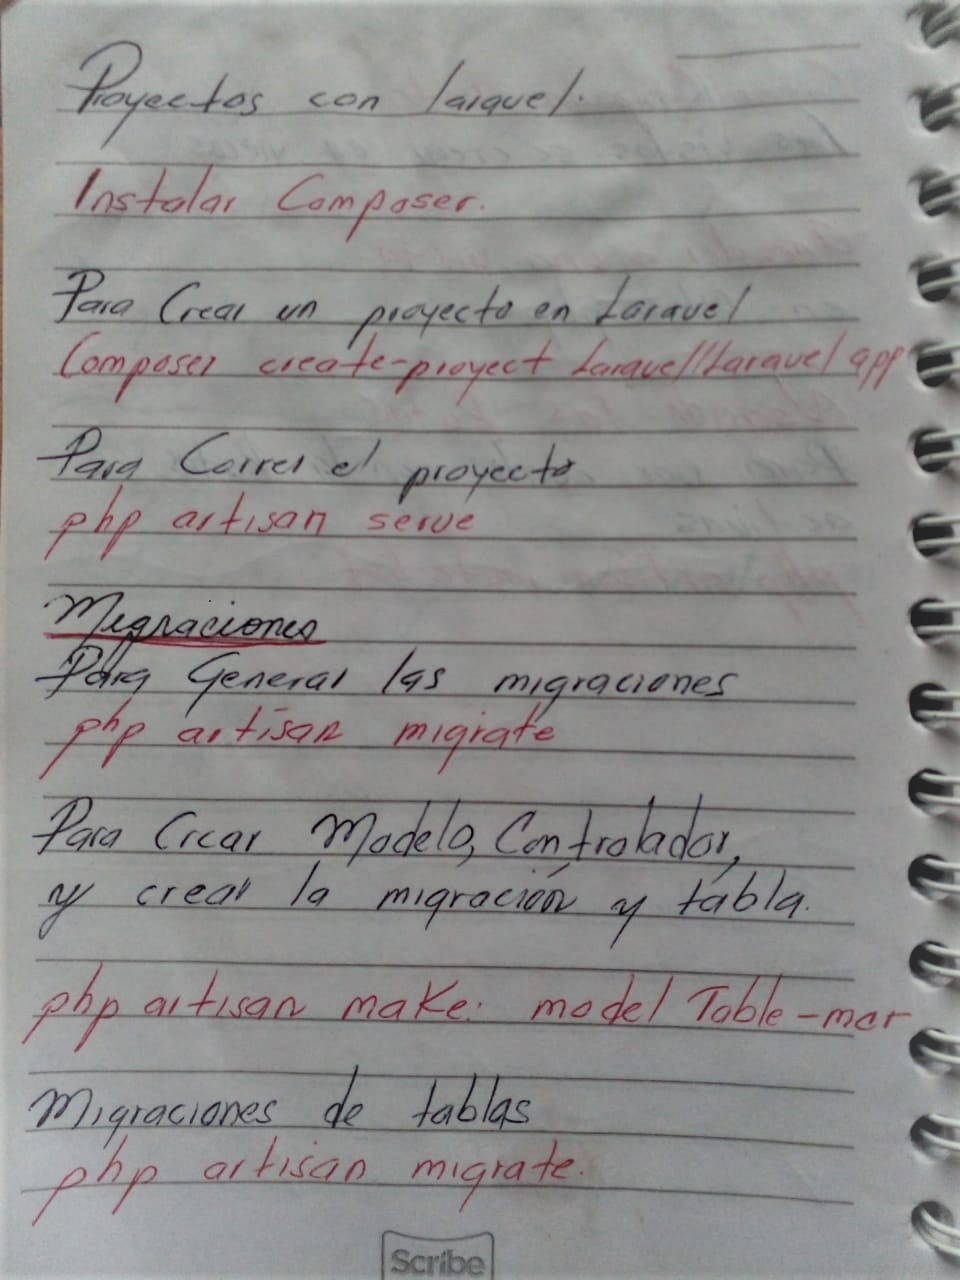 Proyectos con laravel.
Instalar Composer.
Para Crear un proyecto en Laravel
Composer create-proyect Laravel/Laravel app
Para Correr el proyecto
php artisan serve
Migraciones
Para General las migraciones
php artisan migrate
Para Crear Modelo, Controlador,
y crear la migración y tabla.
php artisan make: model Table -mcr
Migraciones de tablas
php artisan migrate.
Scribe